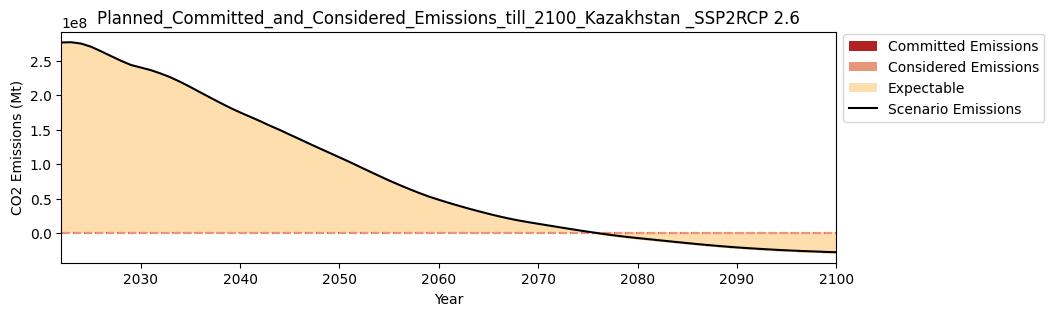 Planned_Committed_and_Considered_Emissions_till_2100_Kazakhstan _SSP2RCP 2.6
1e8
2.5
2.0
1.5
1.0
0.5
0.0
CO2 Emissions (Mt)
2030 2040 2050 2060 2070 2080 2090 2100
Year
Committed Emissions
Considered Emissions
Expectable
Scenario Emissions